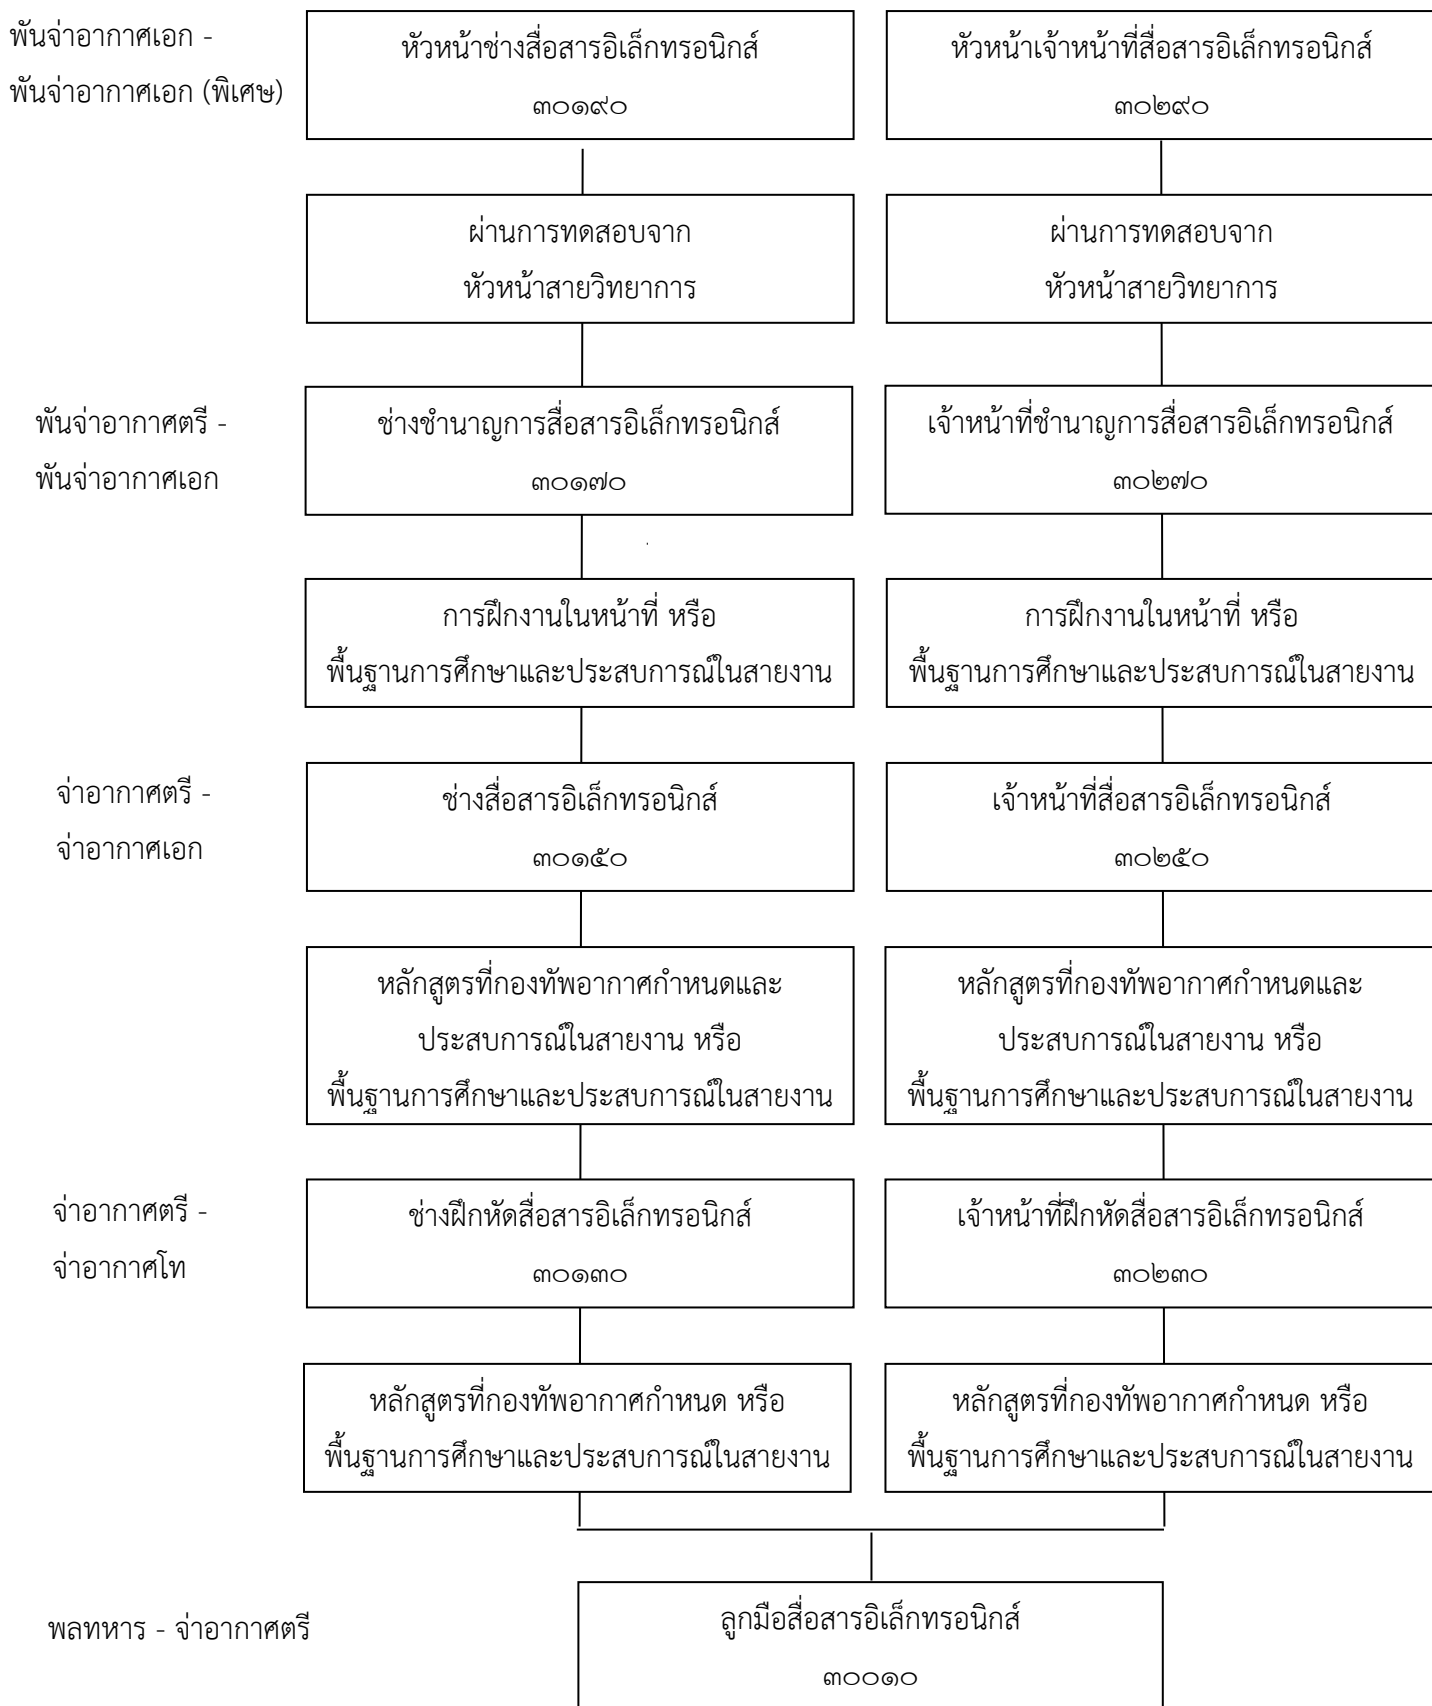 พันจ่าอากาศเอก -
พันจ่าอากาศเอก (พิเศษ)
หัวหน้าช่างสื่อสารอิเล็กทรอนิกส์
๓๐๑๙๐
หัวหน้าเจ้าหน้าที่สื่อสารอิเล็กทรอนิกส์
๓๐๒๙๐
ผ่านการทดสอบจาก
หัวหน้าสายวิทยาการ
ผ่านการทดสอบจาก
หัวหน้าสายวิทยาการ
พันจ่าอากาศตรี -
พันจ่าอากาศเอก
ช่างชำนาญการสื่อสารอิเล็กทรอนิกส์
๓๐๑๗๐
เจ้าหน้าที่ชำนาญการสื่อสารอิเล็กทรอนิกส์
๓๐๒๗๐
การฝึกงานในหน้าที่ หรือ
พื้นฐานการศึกษาและประสบการณ์ในสายงาน
การฝึกงานในหน้าที่ หรือ
พื้นฐานการศึกษาและประสบการณ์ในสายงาน
จ่าอากาศตรี -
จ่าอากาศเอก
ช่างสื่อสารอิเล็กทรอนิกส์
๓๐๑๕๐
เจ้าหน้าที่สื่อสารอิเล็กทรอนิกส์
๓๐๒๕๐
หลักสูตรที่กองทัพอากาศกำหนดและ
ประสบการณ์ในสายงาน หรือ
พื้นฐานการศึกษาและประสบการณ์ในสายงาน
หลักสูตรที่กองทัพอากาศกำหนดและ
ประสบการณ์ในสายงาน หรือ
พื้นฐานการศึกษาและประสบการณ์ในสายงาน
จ่าอากาศตรี -
จ่าอากาศโท
ช่างฝึกหัดสื่อสารอิเล็กทรอนิกส์
๓๐๑๓๐
เจ้าหน้าที่ฝึกหัดสื่อสารอิเล็กทรอนิกส์
๓๐๒๓๐
หลักสูตรที่กองทัพอากาศกำหนด หรือ
พื้นฐานการศึกษาและประสบการณ์ในสายงาน
หลักสูตรที่กองทัพอากาศกำหนด หรือ
พื้นฐานการศึกษาและประสบการณ์ในสายงาน
พลทหาร - จ่าอากาศตรี
ลูกมือสื่อสารอิเล็กทรอนิกส์
๓๐๐๑๐